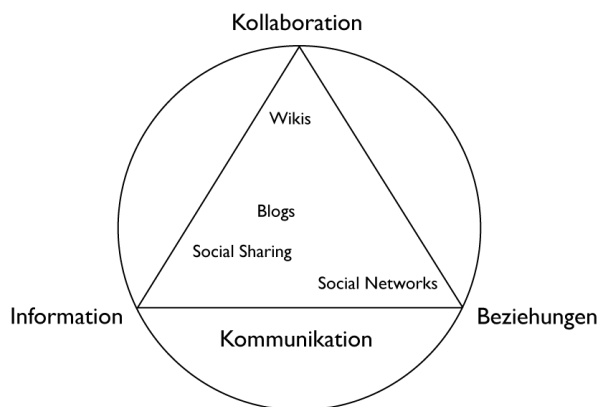 Kollaboration
Wikis
Blogs
Social Sharing
Social Networks
Information
Beziehungen
Kommunikation